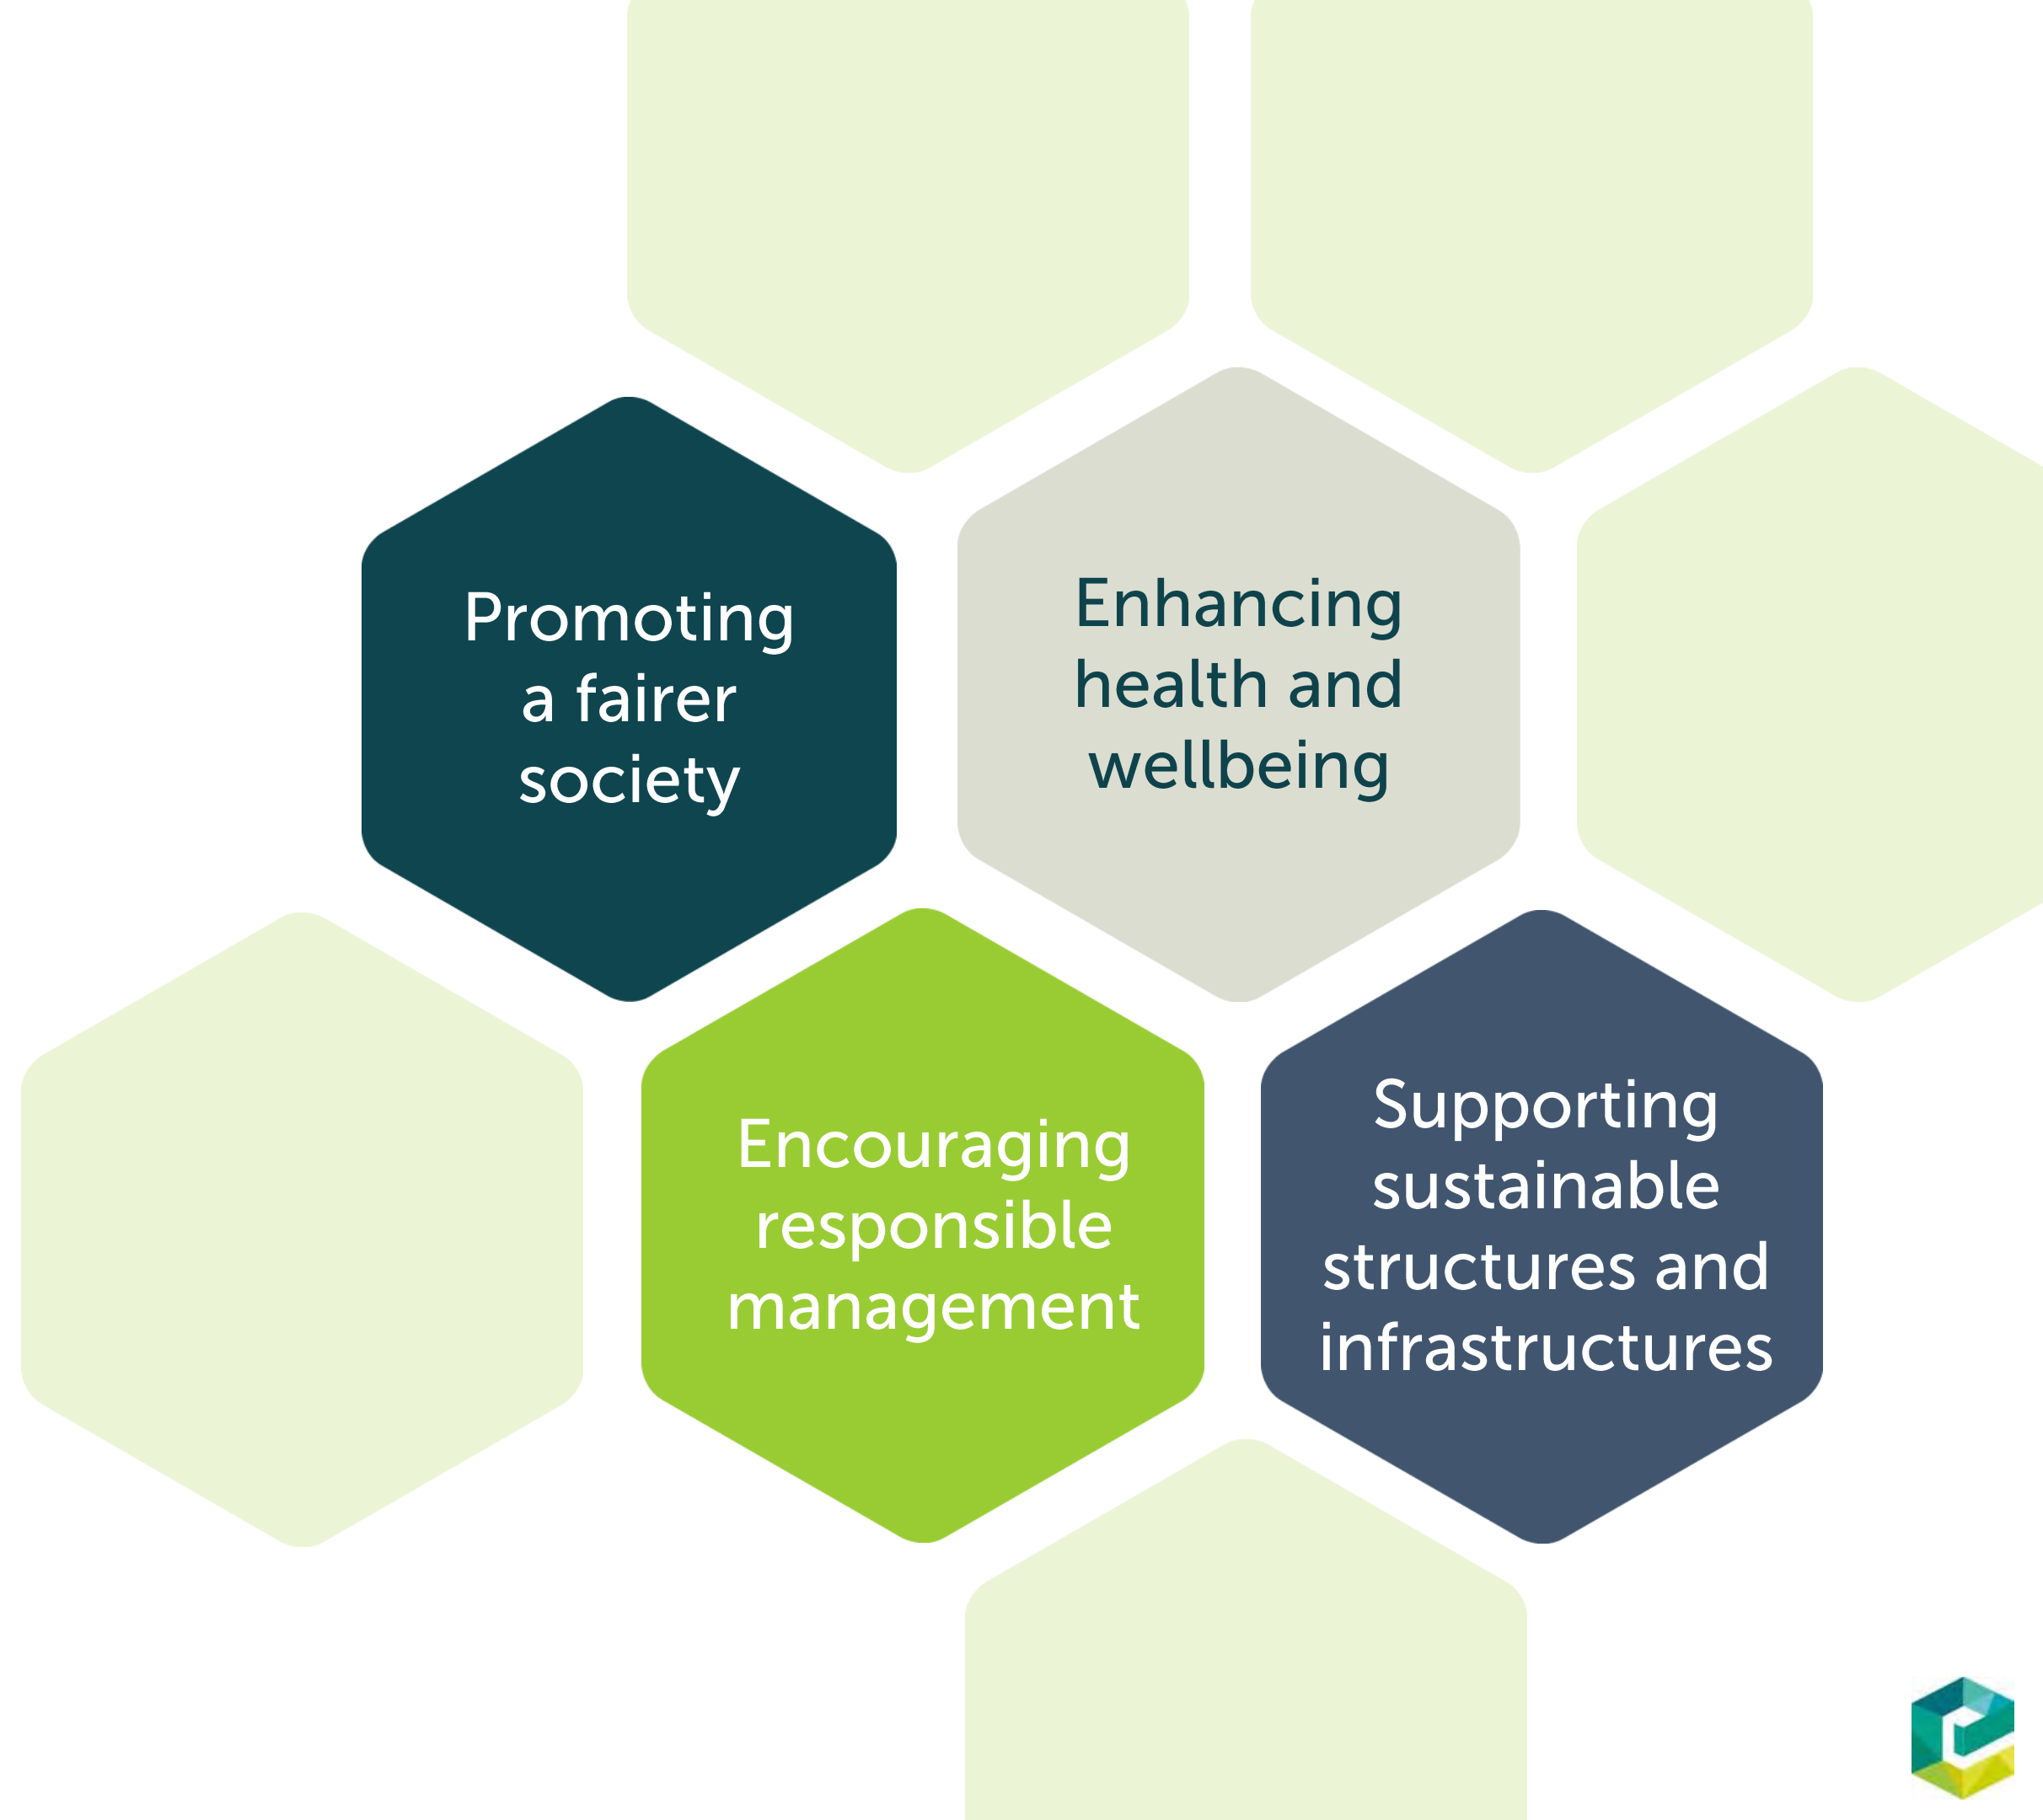 Promoting
a fairer
society
Enhancing
health and
wellbeing
Encouraging
responsible
management
Supporting
sustainable
structures and
infrastructures